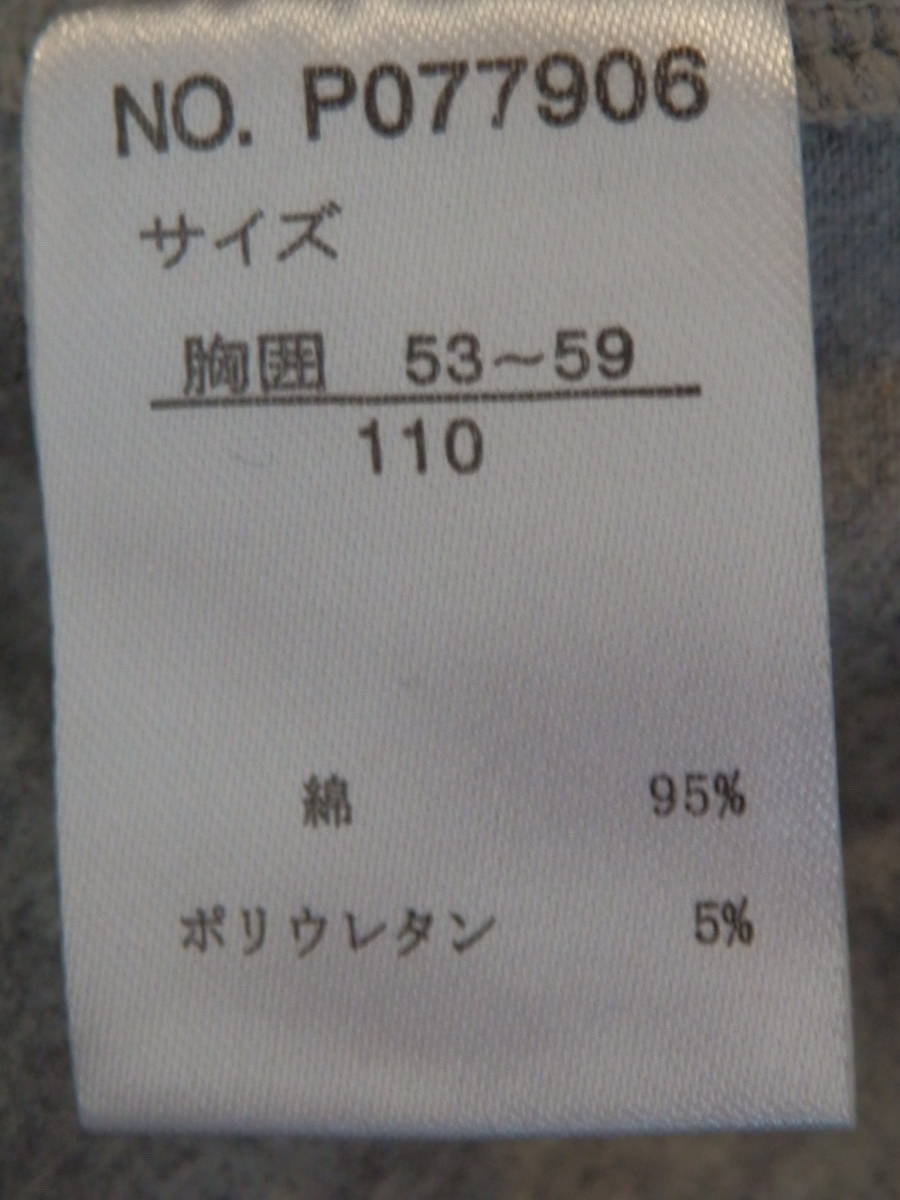 NO. P077906
サイズ
胸囲 53~59
110
綿 95%
ポリウレタン 5%